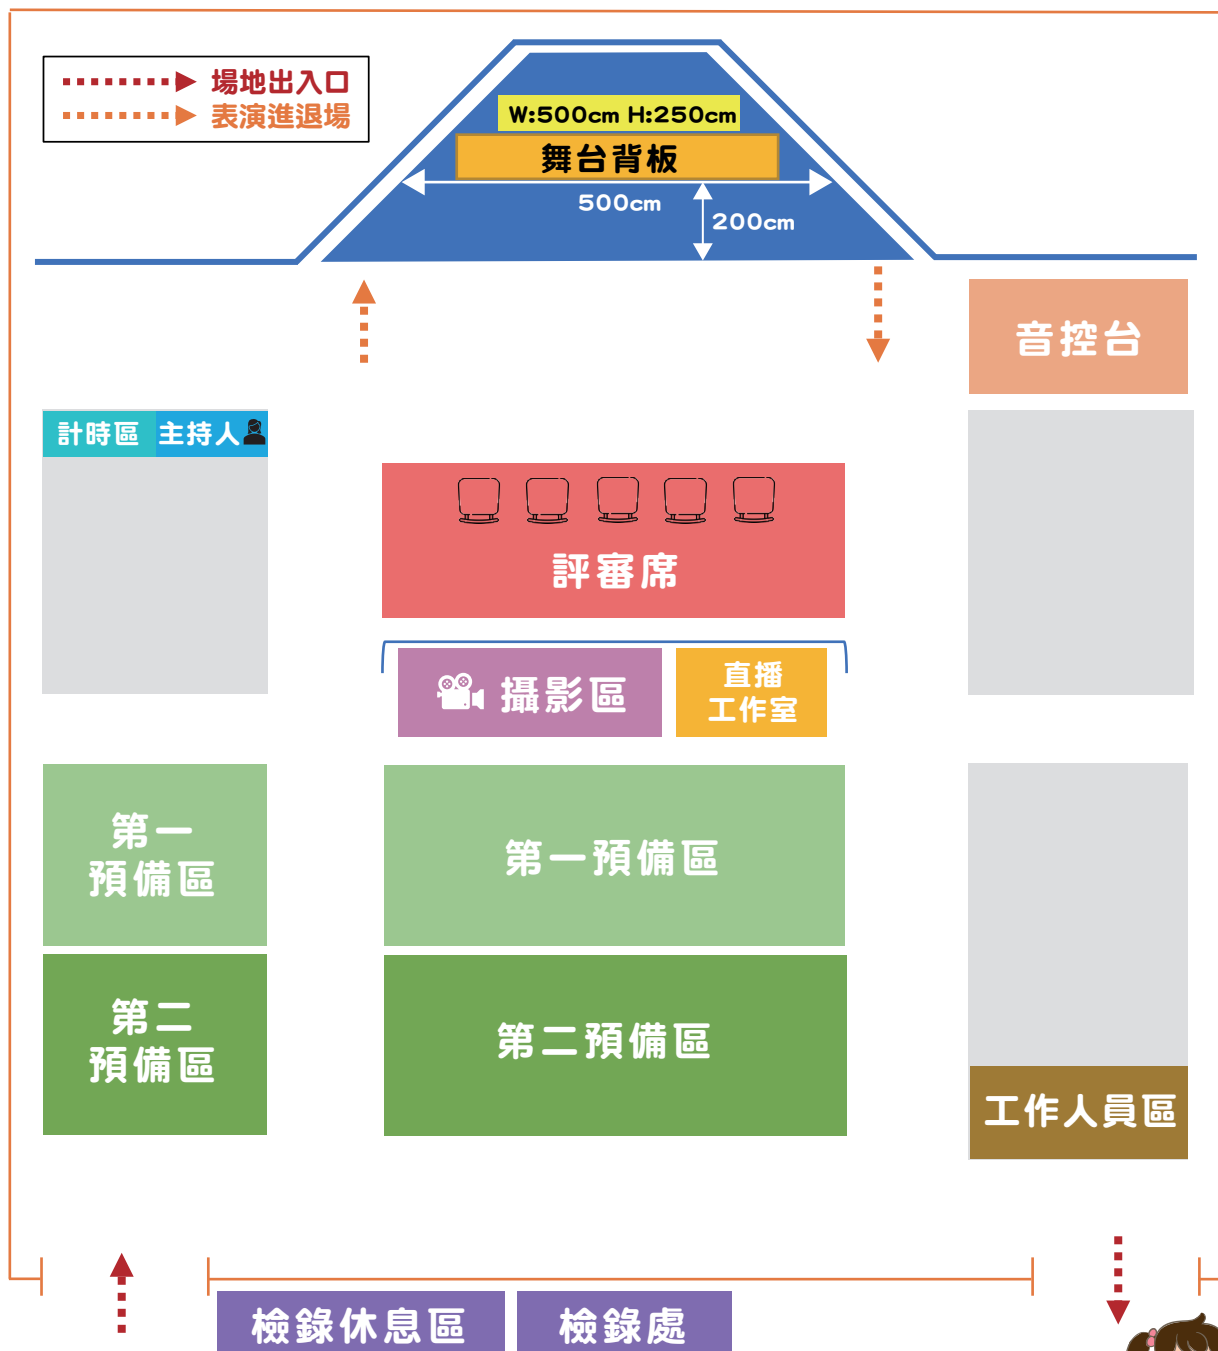 場地出入口
表演進退場
W:500cm H:250cm
舞台背板
500cm
200cm
音控台
計時區
主持人
評審席
攝影區
直播
工作室
第一
預備區
第一預備區
第二
預備區
第二預備區
工作人員區
檢錄休息區
檢錄處